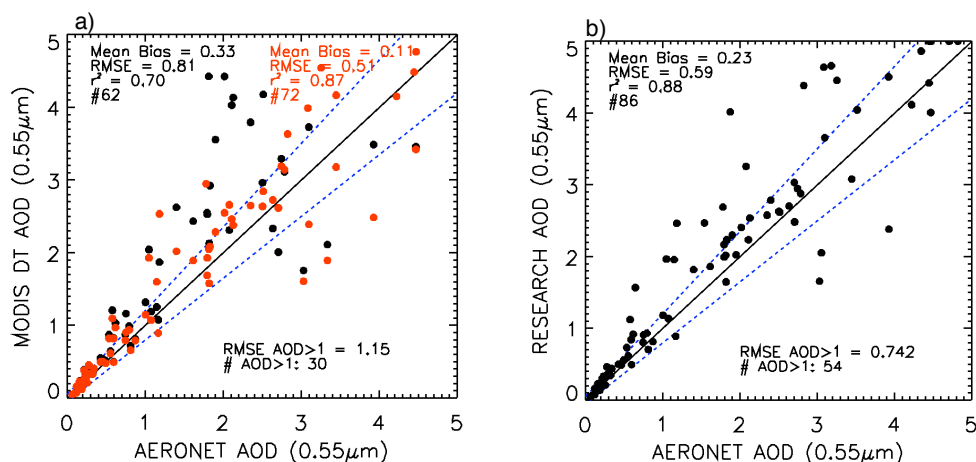 a)
Mean Bias = 0.33
RMSE = 0.81
r² = 0.70
#62
Mean Bias = 0.11
RMSE = 0.51
r² = 0.87
#72
RMSE AOD>1 = 1.15
# AOD>1: 30
MODIS DT AOD (0.55μm)
5
4
3
2
1
0
0 1 2 3 4 5
AERONET AOD (0.55μm)
b)
Mean Bias = 0.23
RMSE = 0.59
r² = 0.88
#86
RMSE AOD>1 = 0.742
# AOD>1: 54
RESEARCH AOD (0.55μm)
5
4
3
2
1
0
0 1 2 3 4 5
AERONET AOD (0.55μm)